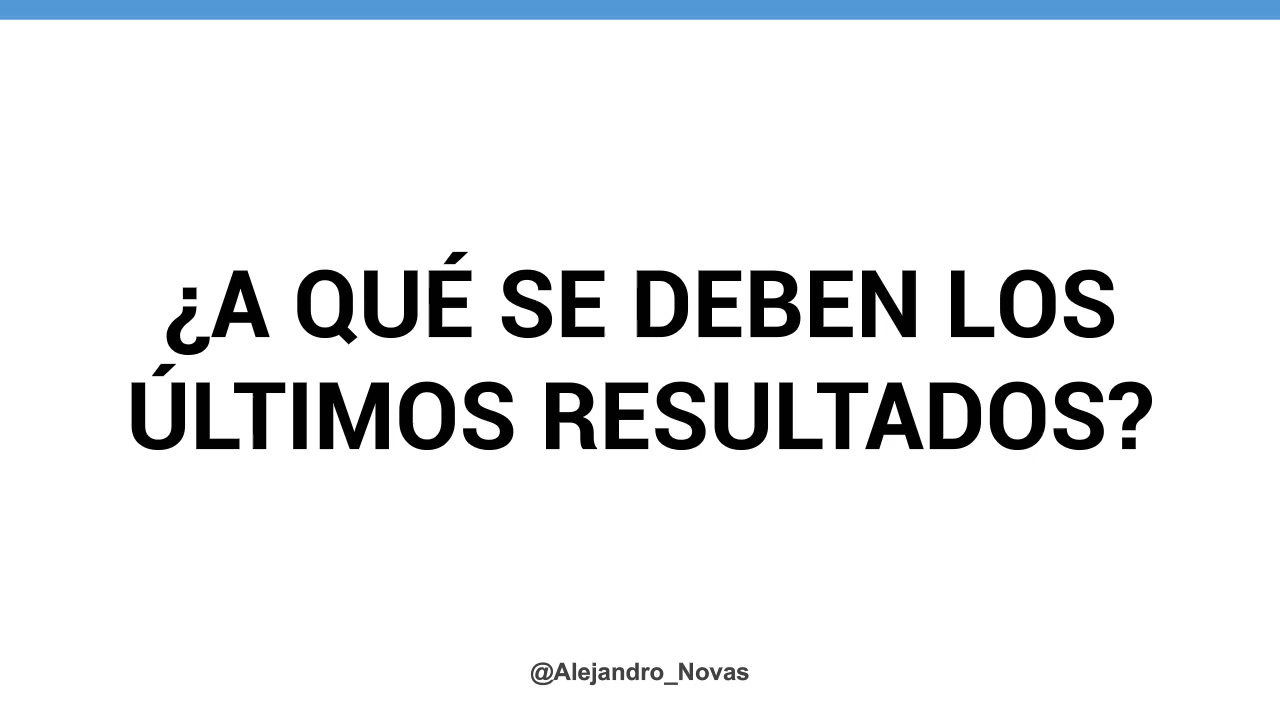 ¿A QUÉ SE DEBEN LOS
ÚLTIMOS RESULTADOS?
@Alejandro_Novas